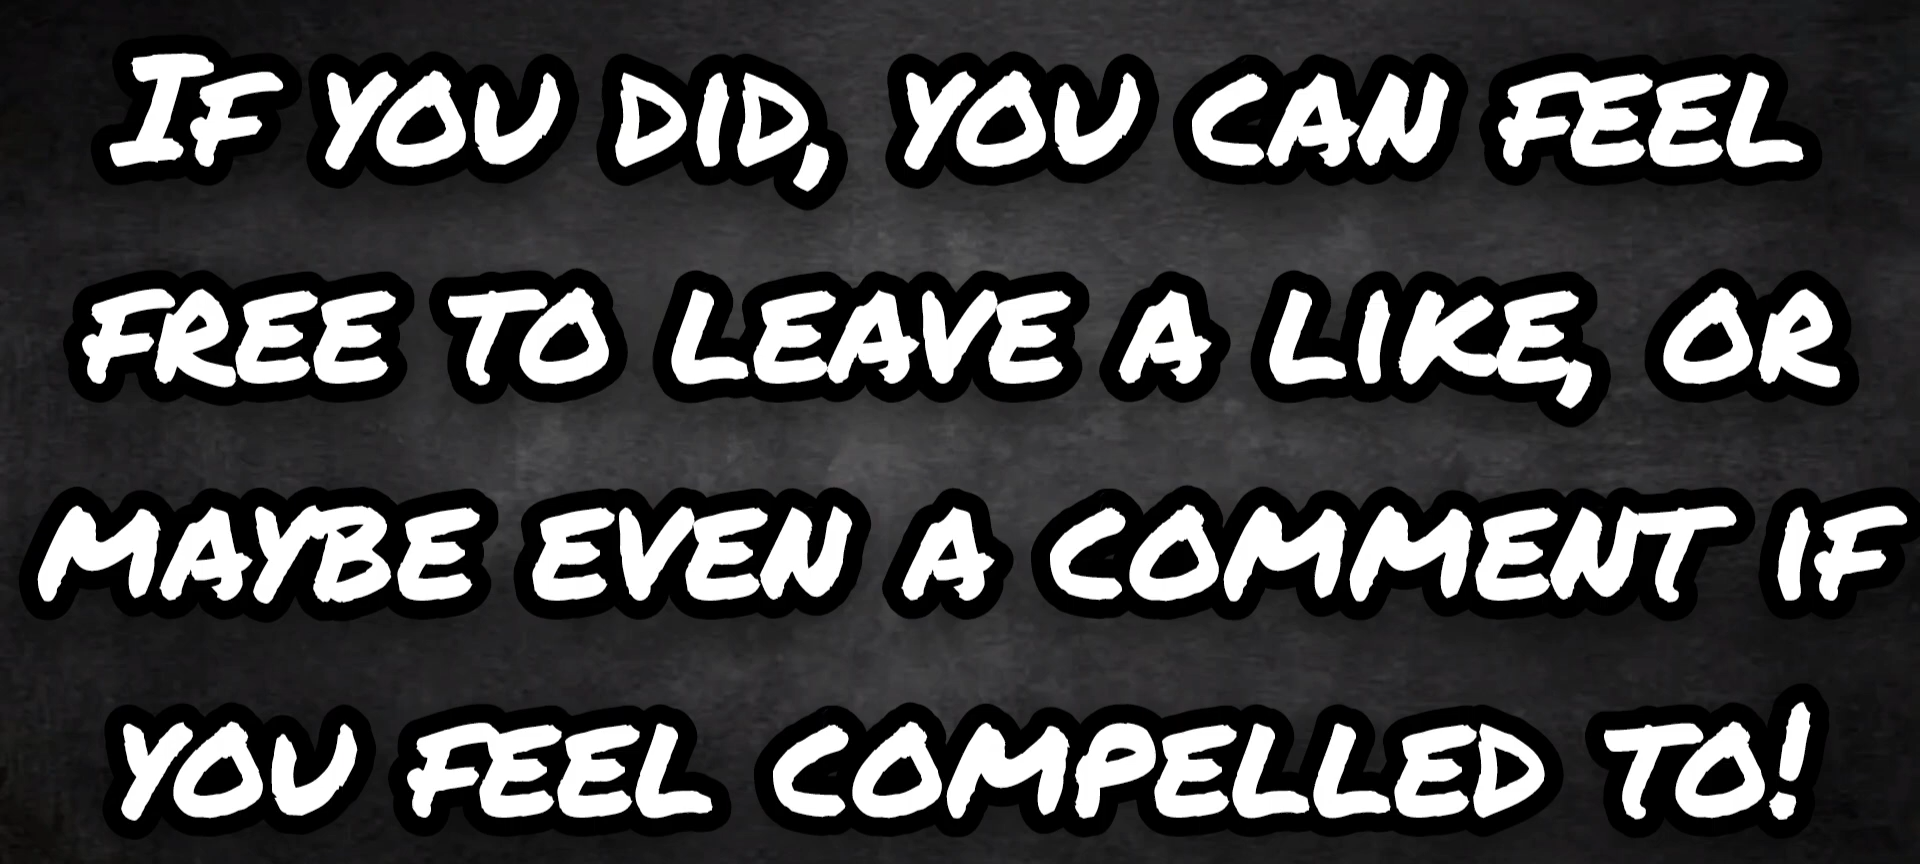 If you did, you can feel
free to leave a like, or
maybe even a comment if
you feel compelled to!